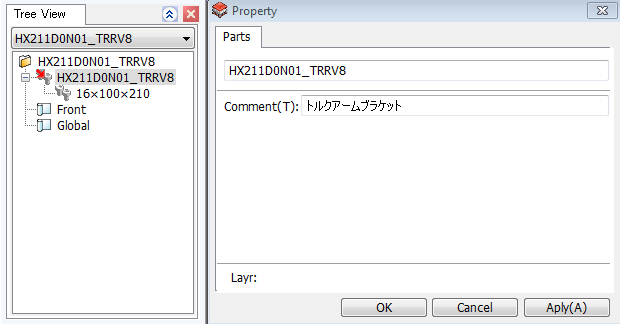 Tree View
HX211D0N01_TRRV8
HX211D0N01_TRRV8
HX211D0N01_TRRV8
16×100×210
Front
Global
Property
Parts
HX211D0N01_TRRV8
Comment(T): トルクアームブラケット
Layr:
OK Cancel Aply(A)